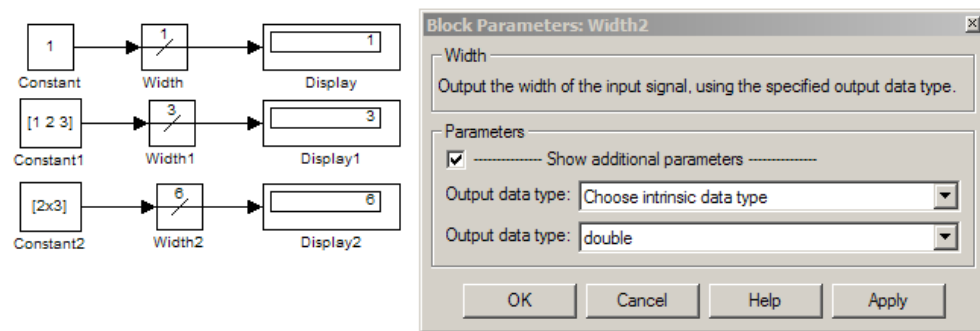 1
1
1
Constant
Width
Display
[1 2 3]
3
3
Constant1
Width1
Display1
[2x3]
6
6
Constant2
Width2
Display2
Block Parameters: Width2
Width
Output the width of the input signal, using the specified output data type.
Parameters
--------------- Show additional parameters ---------------
Output data type: Choose intrinsic data type
Output data type: double
OK Cancel Help Apply